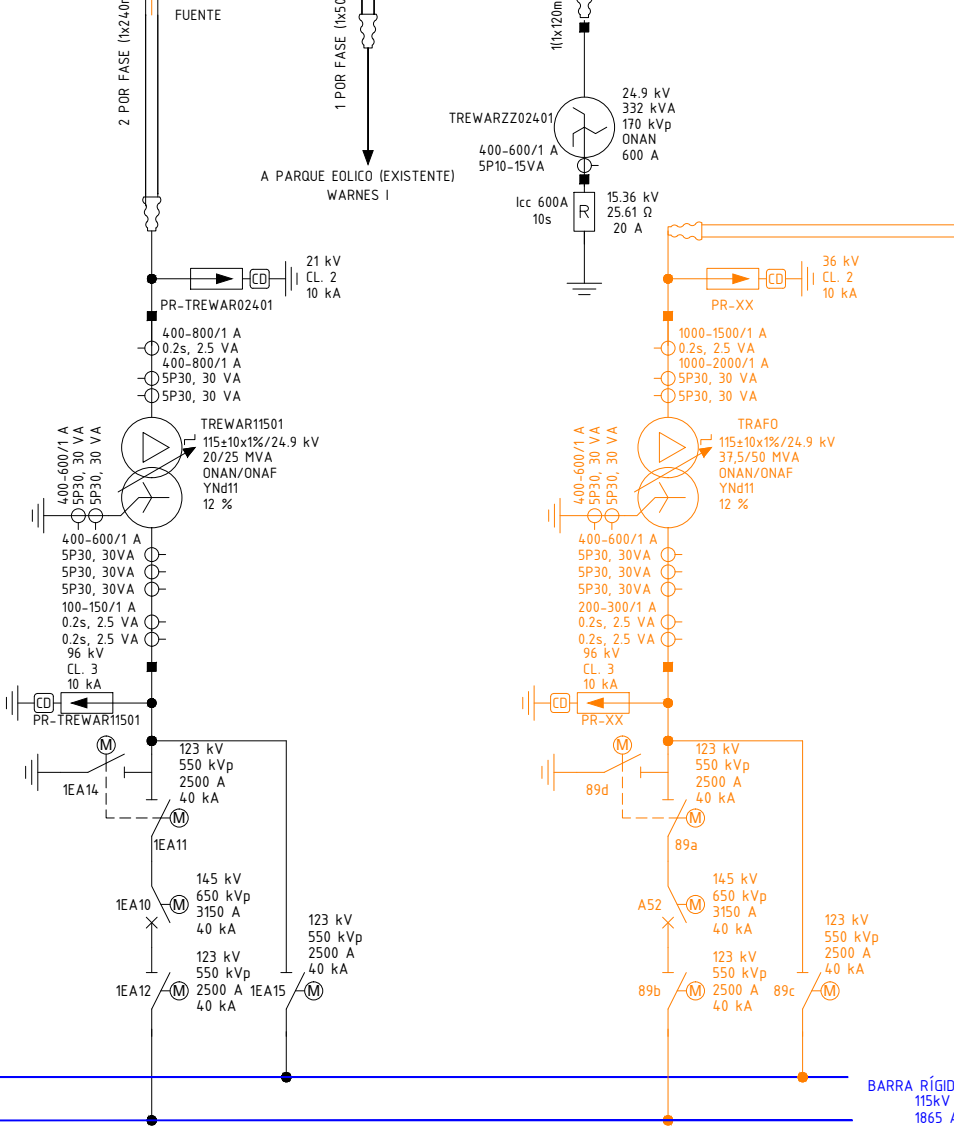 2 POR FASE (1x240m
FUENTE
1 POR FASE (1x50
1(1x120m
TREWARZZ02401
24.9 kV
332 kVA
170 kVp
ONAN
600 A
400-600/1 A
5P10-15VA
A PARQUE EOLICO (EXISTENTE)
WARNES I
Icc 600A
10s
R
15.36 kV
25.61 Ω
20 A
CD
21 kV
CL. 2
10 kA
PR-TREWAR02401
400-800/1 A
0.2s, 2.5 VA
400-800/1 A
5P30, 30 VA
5P30, 30 VA
TREWAR11501
115±10x1%/24.9 kV
20/25 MVA
ONAN/ONAF
YNd11
12 %
400-600/1 A
5P30, 30 VA
5P30, 30 VA
400-600/1 A
5P30, 30VA
5P30, 30VA
5P30, 30VA
100-150/1 A
0.2s, 2.5 VA
0.2s, 2.5 VA
96 kV
CL. 3
10 kA
CD
PR-TREWAR11501
M
1EA14
123 kV
550 kVp
2500 A
40 kA
M
1EA11
145 kV
650 kVp
3150 A
40 kA
1EA10
M
123 kV
550 kVp
2500 A
40 kA
1EA12
M
123 kV
550 kVp
2500 A
40 kA
1EA15
M
CD
36 kV
CL. 2
10 kA
PR-XX
1000-1500/1 A
0.2s, 2.5 VA
1000-2000/1 A
5P30, 30 VA
5P30, 30 VA
TRAFO
115±10x1%/24.9 kV
37,5/50 MVA
ONAN/ONAF
YNd11
12 %
400-600/1 A
5P30, 30 VA
5P30, 30 VA
400-600/1 A
5P30, 30VA
5P30, 30VA
5P30, 30VA
200-300/1 A
0.2s, 2.5 VA
0.2s, 2.5 VA
96 kV
CL. 3
10 kA
CD
PR-XX
M
89d
123 kV
550 kVp
2500 A
40 kA
M
89a
145 kV
650 kVp
3150 A
40 kA
A52
M
123 kV
550 kVp
2500 A
40 kA
89b
M
123 kV
550 kVp
2500 A
40 kA
89c
M
BARRA RÍGID
115kV
1865 A